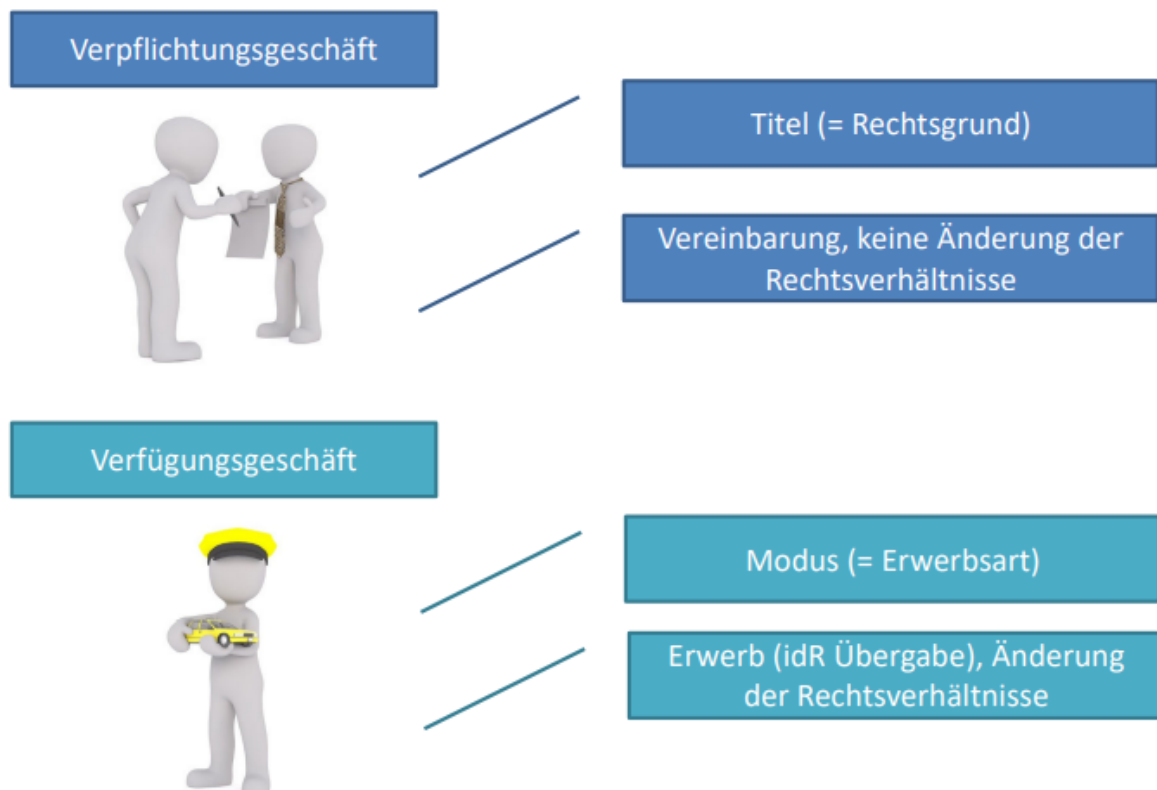 Verpflichtungsgeschäft
Titel (= Rechtsgrund)
Vereinbarung, keine Änderung der
Rechtsverhältnisse
Verfügungsgeschäft
Modus (= Erwerbsart)
Erwerb (idR Übergabe), Änderung
der Rechtsverhältnisse